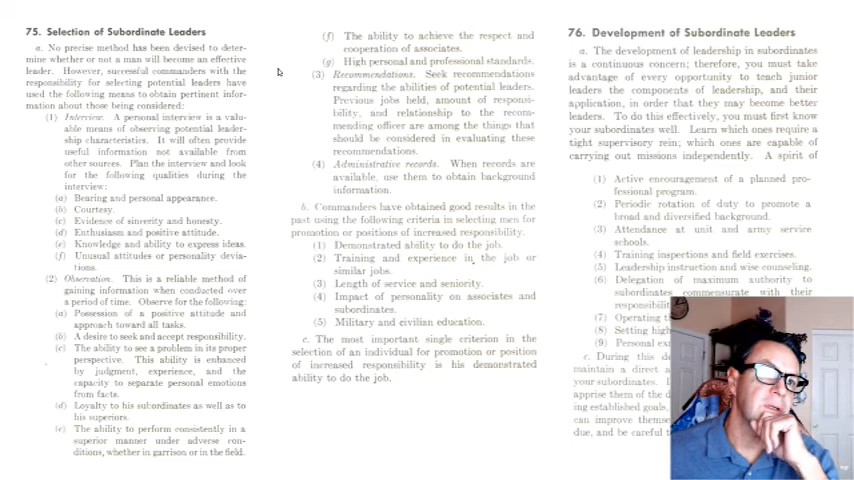 75. Selection of Subordinate Leaders
a. No precise method has been devised to deter-
mine whether or not a man will become an effective
leader. However, successful commanders with the
responsibility for selecting potential leaders have
used the following means to obtain pertinent infor-
mation about those being considered:
(1) Interview. A personal interview is a valu-
able means of observing potential leader-
ship characteristics. It will often provide
useful information not available from
other sources. Plan the interview and look
for the following qualities during the
interview:
(a) Bearing and personal appearance.
(b) Courtesy.
(c) Evidence of sincerity and honesty.
(d) Enthusiasm and positive attitude.
(e) Knowledge and ability to express ideas.
(f) Unusual attitudes or personality devia-
tions.
(2) Observation. This is a reliable method of
gaining information when conducted over
a period of time. Observe for the following:
(a) Possession of a positive attitude and
approach toward all tasks.
(b) A desire to seek and accept responsibility.
(c) The ability to see a problem in its proper
perspective. This ability is enhanced
by judgment, experience, and the
capacity to separate personal emotions
from facts.
(d) Loyalty to his subordinates as well as to
his superiors.
(e) The ability to perform consistently in a
superior manner under adverse con-
ditions, whether in garrison or in the field.
(f) The ability to achieve the respect and
cooperation of associates.
(g) High personal and professional standards.
(3) Recommendations. Seek recommendations
regarding the abilities of potential leaders.
Previous jobs held, amount of responsi-
bility, and relationship to the recom-
mending officer are among the things that
should be considered in evaluating these
recommendations.
(4) Administrative records. When records are
available, use them to obtain background
information.
b. Commanders have obtained good results in the
past using the following criteria in selecting men for
promotion or positions of increased responsibility.
(1) Demonstrated ability to do the job.
(2) Training and experience in the job or
similar jobs.
(3) Length of service and seniority.
(4) Impact of personality on associates and
subordinates.
(5) Military and civilian education.
c. The most important single criterion in the
selection of an individual for promotion or position
of increased responsibility is his demonstrated
ability to do the job.
76. Development of Subordinate Leaders
a. The development of leadership in subordinates
is a continuous concern; therefore, you must take
advantage of every opportunity to teach junior
leaders the components of leadership, and their
application, in order that they may become better
leaders. To do this effectively, you must first know
your subordinates well. Learn which ones require a
tight supervisory rein; which ones are capable of
carrying out missions independently. A spirit of
(1) Active encouragement of a planned pro-
fessional program.
(2) Periodic rotation of duty to promote a
broad and diversified background.
(3) Attendance at unit and army service
schools.
(4) Training inspections and field exercises.
(5) Leadership instruction and wise counseling.
(6) Delegation of maximum authority to
subordinates commensurate with their
(7) Operating
(8) Setting high
(9) Personal
c. During this
maintain a direct
your subordinates.
apprise them of the
ing established goals,
can improve
due, and be careful